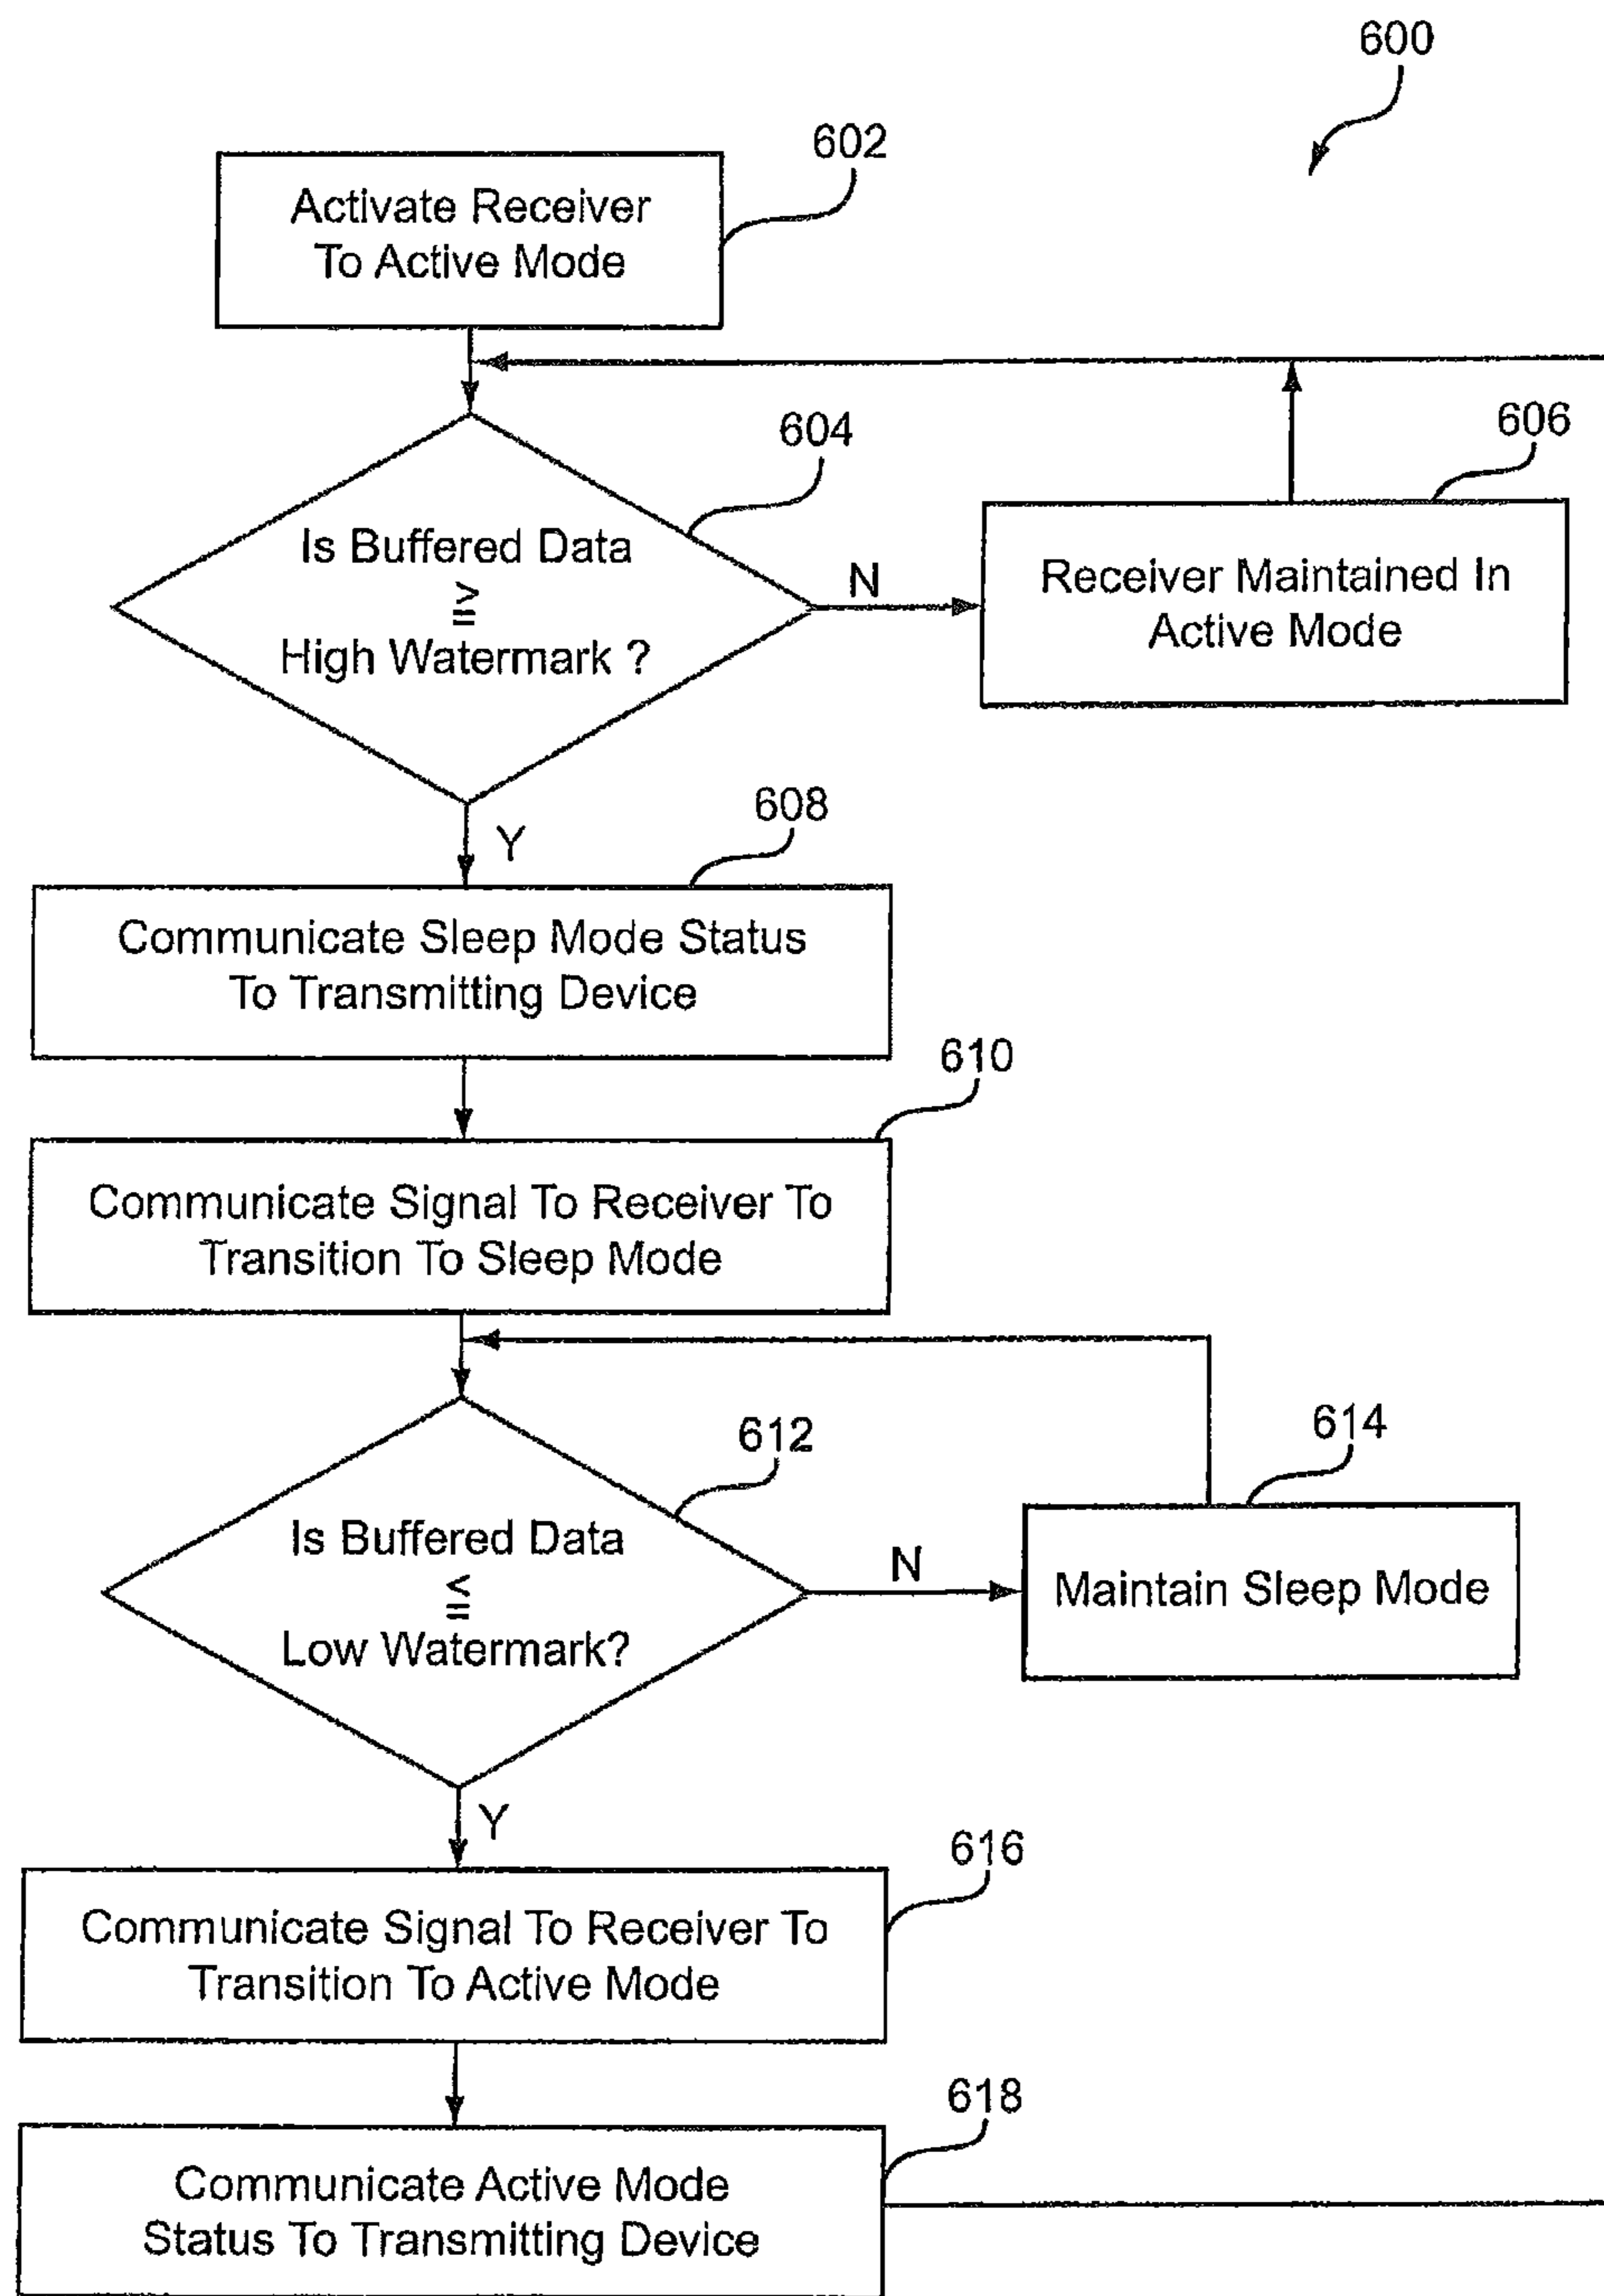 600
602
Activate Receiver
To Active Mode
604
606
Is Buffered Data
≧
High Watermark ?
N
Receiver Maintained In
Active Mode
Y
608
Communicate Sleep Mode Status
To Transmitting Device
610
Communicate Signal To Receiver To
Transition To Sleep Mode
612
614
Is Buffered Data
≦
Low Watermark?
N
Maintain Sleep Mode
Y
616
Communicate Signal To Receiver To
Transition To Active Mode
618
Communicate Active Mode
Status To Transmitting Device